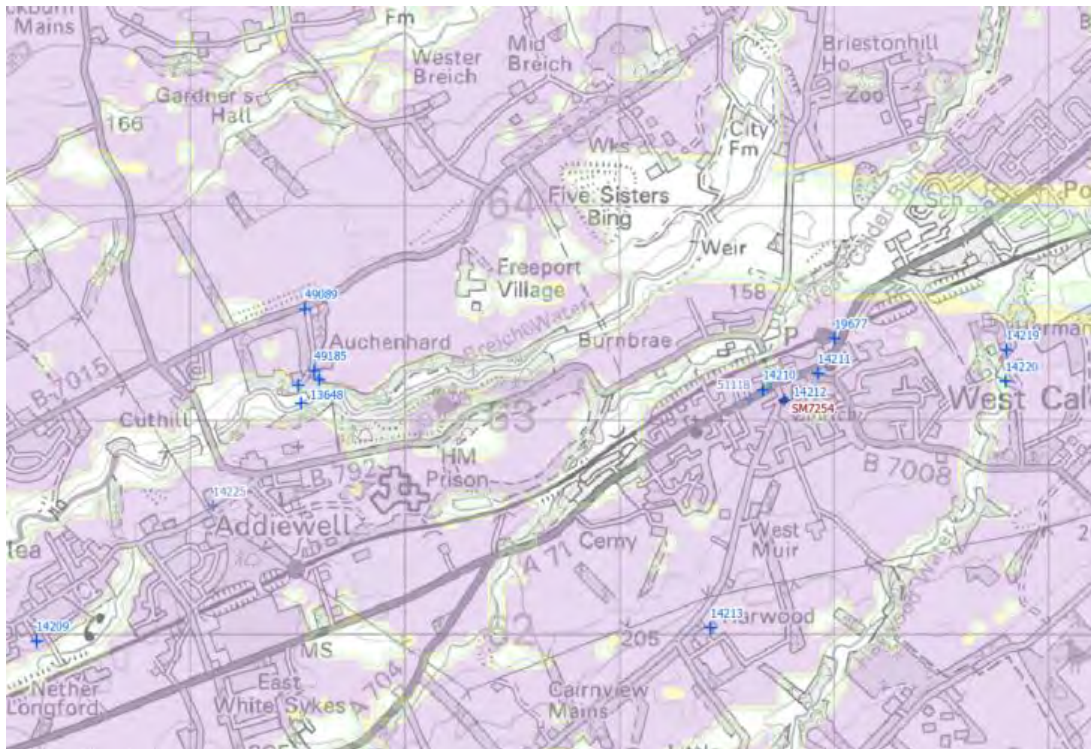 Mains
Fm
Wester
Breich
Mid
Breich
Briestonhill
Ho
Zoo
Gardner's
Hall
166
Wks
City
Fm
64
Five Sisters
Bing
Sch
Weir
Freeport
Village
158
49089
Breich Water
Burnbrae
P
19677
Auchenhard
49185
13648
B 7015
14219
14220
14211
14210
51118
14212
SM7254
West Cal
Cuthill
63
HM
Prison
B 792
B 7008
14225
Addiewell
Cemy
West
Muir
A 71
14209
14213
Harwood
62
205
MS
Nether
Longford
East
White Sykes
704
Cairnview
Mains